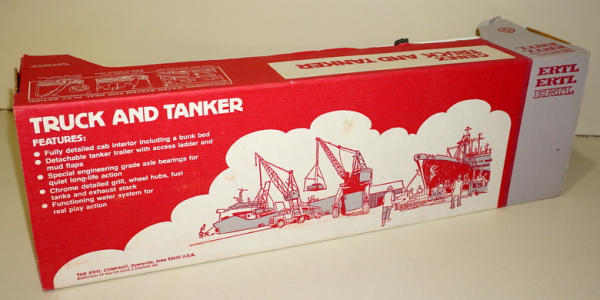 TRUCK AND TANKER
FEATURES:
Fully detailed cab interior including a bunk bed
Detachable tanker trailer with access ladder and
mud flaps
Special engineering grade axle bearings for
quiet long-life action
Chrome detailed grill, wheel hubs, fuel
tanks and exhaust stack
Functioning water system for
real play action
THE ERTL COMPANY, Dyersville, Iowa 52040 U.S.A.
TRUCK AND TANKER
ERTL
ERTL
ERTL